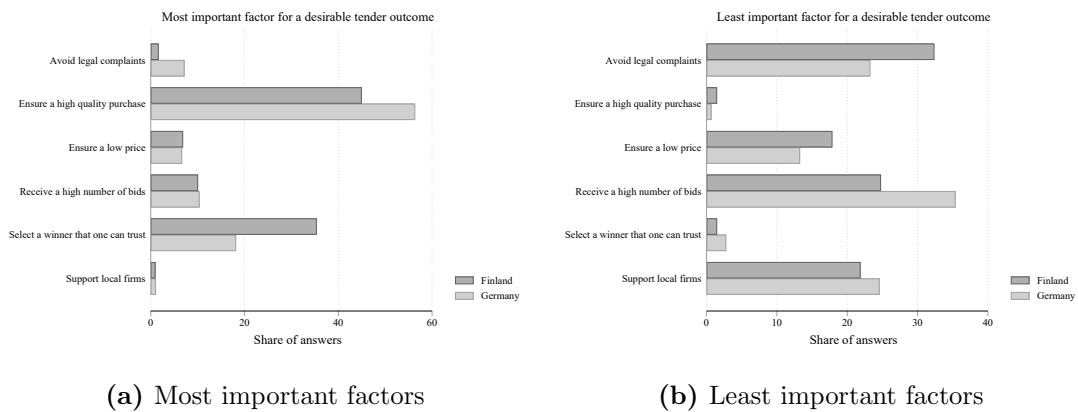 Most important factor for a desirable tender outcome
Avoid legal complaints
Ensure a high quality purchase
Ensure a low price
Receive a high number of bids
Select a winner that one can trust
Support local firms
Finland
Germany
0 20 40 60
Share of answers
(a) Most important factors
Least important factor for a desirable tender outcome
Avoid legal complaints
Ensure a high quality purchase
Ensure a low price
Receive a high number of bids
Select a winner that one can trust
Support local firms
Finland
Germany
0 10 20 30 40
Share of answers
(b) Least important factors